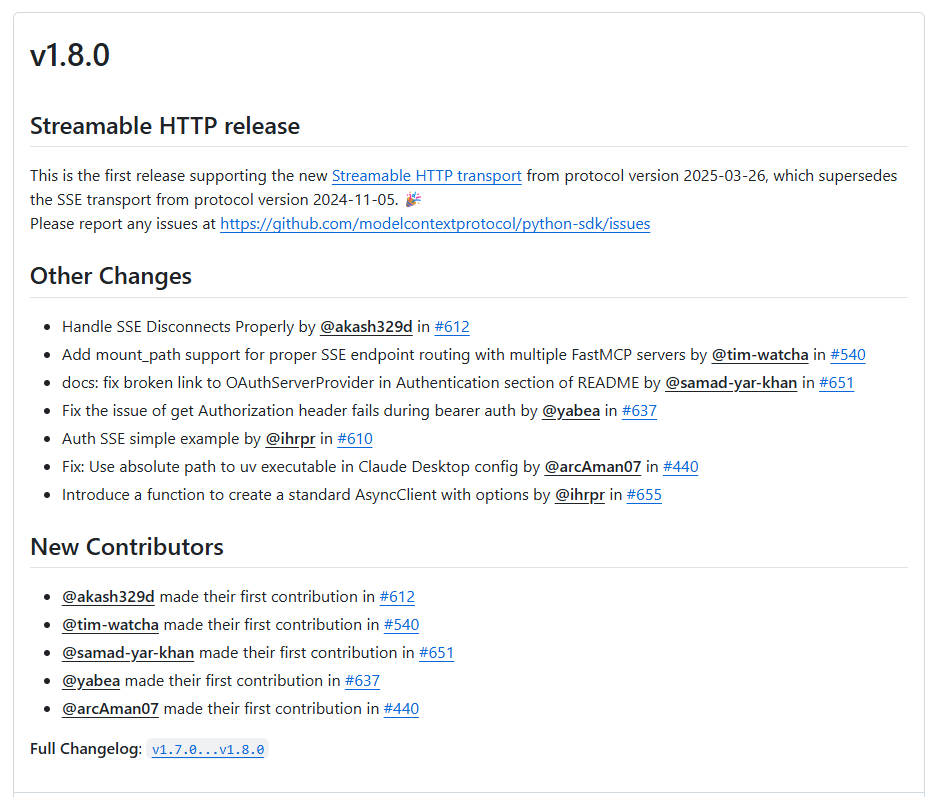 v1.8.0
Streamable HTTP release
This is the first release supporting the new Streamable HTTP transport from protocol version 2025-03-26, which supersedes
the SSE transport from protocol version 2024-11-05. 🎉
Please report any issues at https://github.com/modelcontextprotocol/python-sdk/issues
Other Changes
• Handle SSE Disconnects Properly by @akash329d in #612
• Add mount_path support for proper SSE endpoint routing with multiple FastMCP servers by @tim-watcha in #540
• docs: fix broken link to OAuthServerProvider in Authentication section of README by @samad-yar-khan in #651
• Fix the issue of get Authorization header fails during bearer auth by @yabea in #637
• Auth SSE simple example by @ihrpr in #610
• Fix: Use absolute path to uv executable in Claude Desktop config by @arcAman07 in #440
• Introduce a function to create a standard AsyncClient with options by @ihrpr in #655
New Contributors
• @akash329d made their first contribution in #612
• @tim-watcha made their first contribution in #540
• @samad-yar-khan made their first contribution in #651
• @yabea made their first contribution in #637
• @arcAman07 made their first contribution in #440
Full Changelog: v1.7.0...v1.8.0